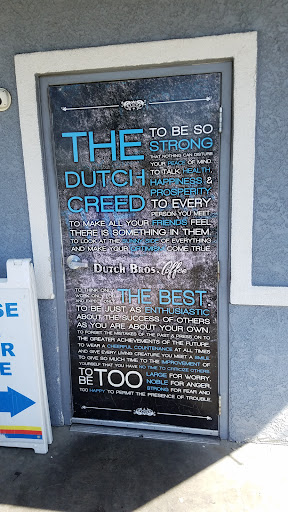 THE DUTCH CREED
TO BE SO
STRONG
THAT NOTHING CAN DISTURB
YOUR PEACE OF MIND.
TO TALK HEALTH,
HAPPINESS &
PROSPERITY
TO EVERY
PERSON YOU MEET.
TO MAKE ALL YOUR FRIENDS FEEL
THERE IS SOMETHING IN THEM.
TO LOOK AT THE SUNNY SIDE OF EVERYTHING
AND MAKE YOUR OPTIMISM COME TRUE.
DUTCH BROS. Coffee
TO THINK ONLY
WORK ON
AND EXPECT
THE BEST.
TO BE JUST AS ENTHUSIASTIC
ABOUT THE SUCCESS OF OTHERS
AS YOU ARE ABOUT YOUR OWN.
TO FORGET THE MISTAKES OF THE PAST & PRESS ON TO
THE GREATER ACHIEVEMENTS OF THE FUTURE.
TO WEAR A CHEERFUL COUNTENANCE AT ALL TIMES
AND GIVE EVERY LIVING CREATURE YOU MEET A SMILE.
TO GIVE SO MUCH TIME TO THE IMPROVEMENT OF
YOURSELF THAT YOU HAVE NO TIME TO CRITICIZE OTHERS.
TO BE TOO
LARGE FOR WORRY,
NOBLE FOR ANGER,
STRONG FOR FEAR AND
TOO HAPPY TO PERMIT THE PRESENCE OF TROUBLE.
SE
R
E